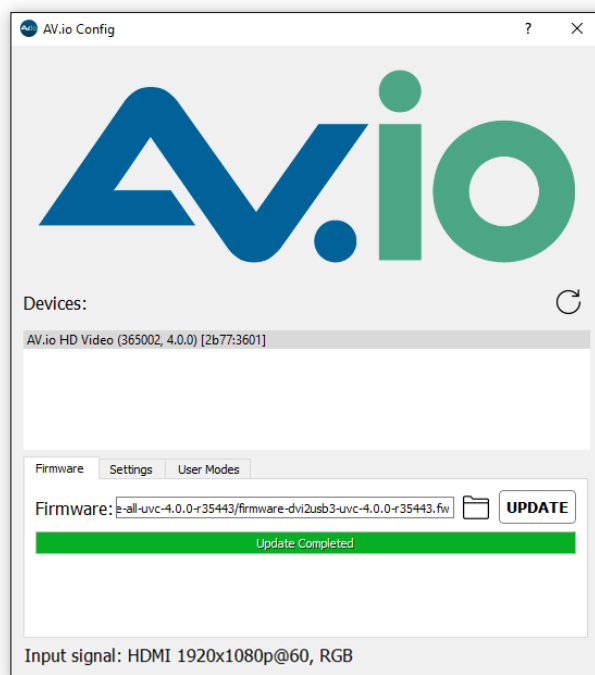 AV.io Config
AV.io
Devices:
AV.io HD Video (365002, 4.0.0) [2b77:3601]
Firmware Settings User Modes
Firmware: e-all-uvc-4.0.0-r35443/firmware-dvi2usb3-uvc-4.0.0-r35443.fw UPDATE
Update Completed
Input signal: HDMI 1920x1080p@60, RGB